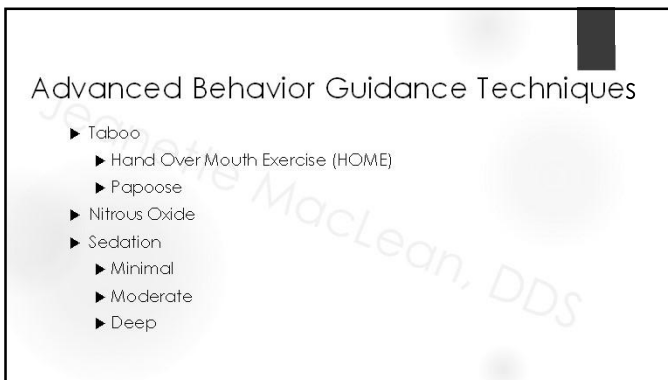 Advanced Behavior Guidance Techniques
▶ Taboo
▶ Hand Over Mouth Exercise (HOME)
▶ Papoose
▶ Nitrous Oxide
▶ Sedation
▶ Minimal
▶ Moderate
▶ Deep
Jeanette MacLean, DDS